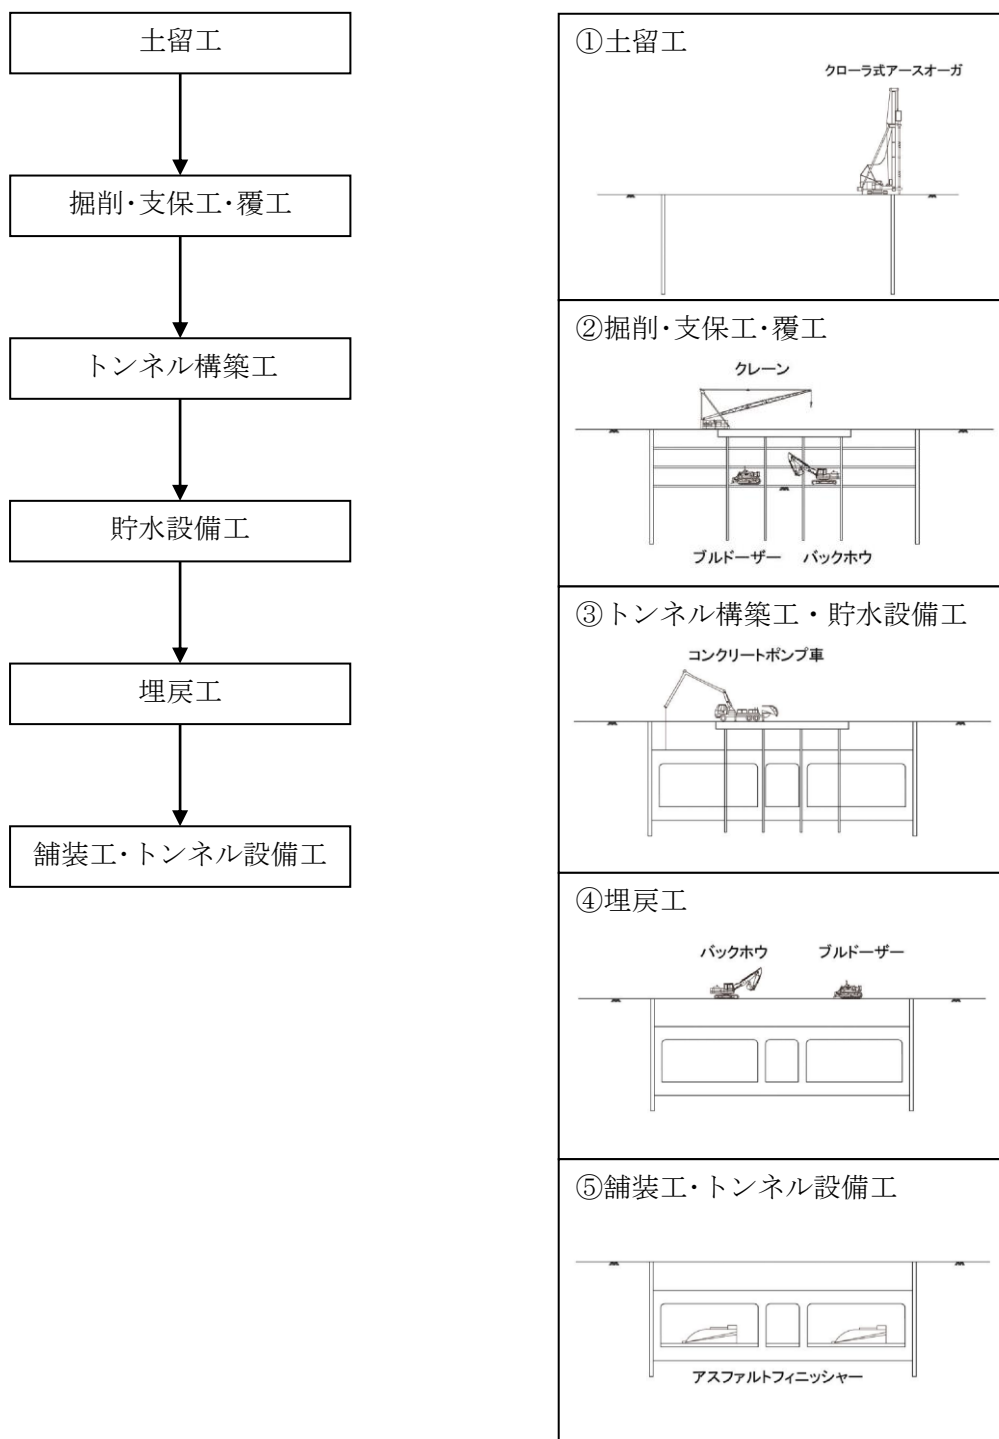 土留工
掘削・支保工・覆工
トンネル構築工
貯水設備工
埋戻工
舗装工・トンネル設備工
①土留工
クローラ式アースオーガ
②掘削・支保工・覆工
クレーン
ブルドーザー バックホウ
③トンネル構築工・貯水設備工
コンクリートポンプ車
④埋戻工
バックホウ ブルドーザー
⑤舗装工・トンネル設備工
アスファルトフィニッシャー